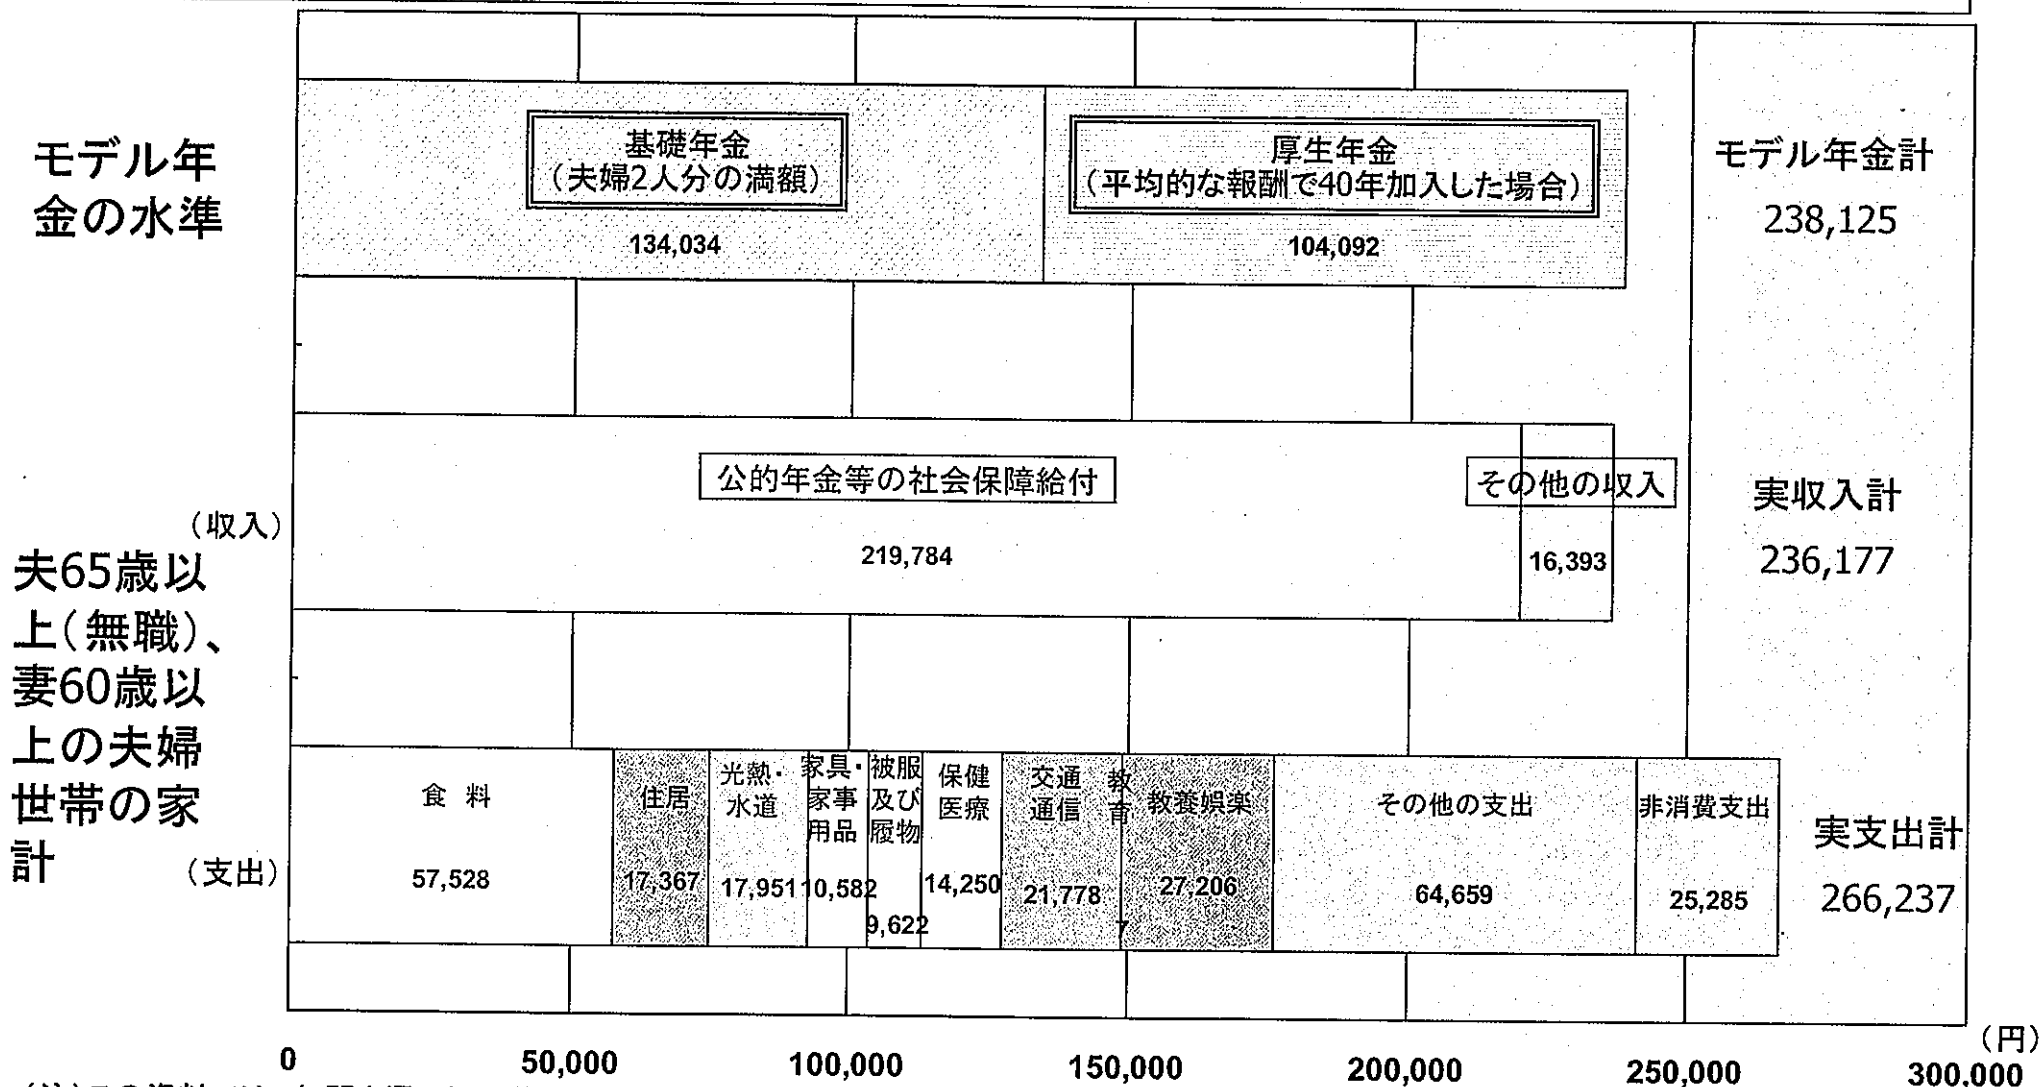 モデル年
金の水準
基礎年金
（夫婦2人分の満額）
134,034
厚生年金
（平均的な報酬で40年加入した場合）
104,092
モデル年金計
238,125
夫65歳以
上（無職）、
妻60歳以
上の夫婦
世帯の家
計
（収入）
公的年金等の社会保障給付
219,784
その他の収入
16,393
実収入計
236,177
（支出）
食 料
57,528
住居
17,367
光熱・
水道
17,951
家具・
家事
用品
10,582
被服
及び
履物
9,622
保健
医療
14,250
交通
通信
21,778
教
育
7
教養娯楽
27,206
その他の支出
64,659
非消費支出
25,285
実支出計
266,237
0
50,000
100,000
150,000
200,000
250,000
300,000
（円）